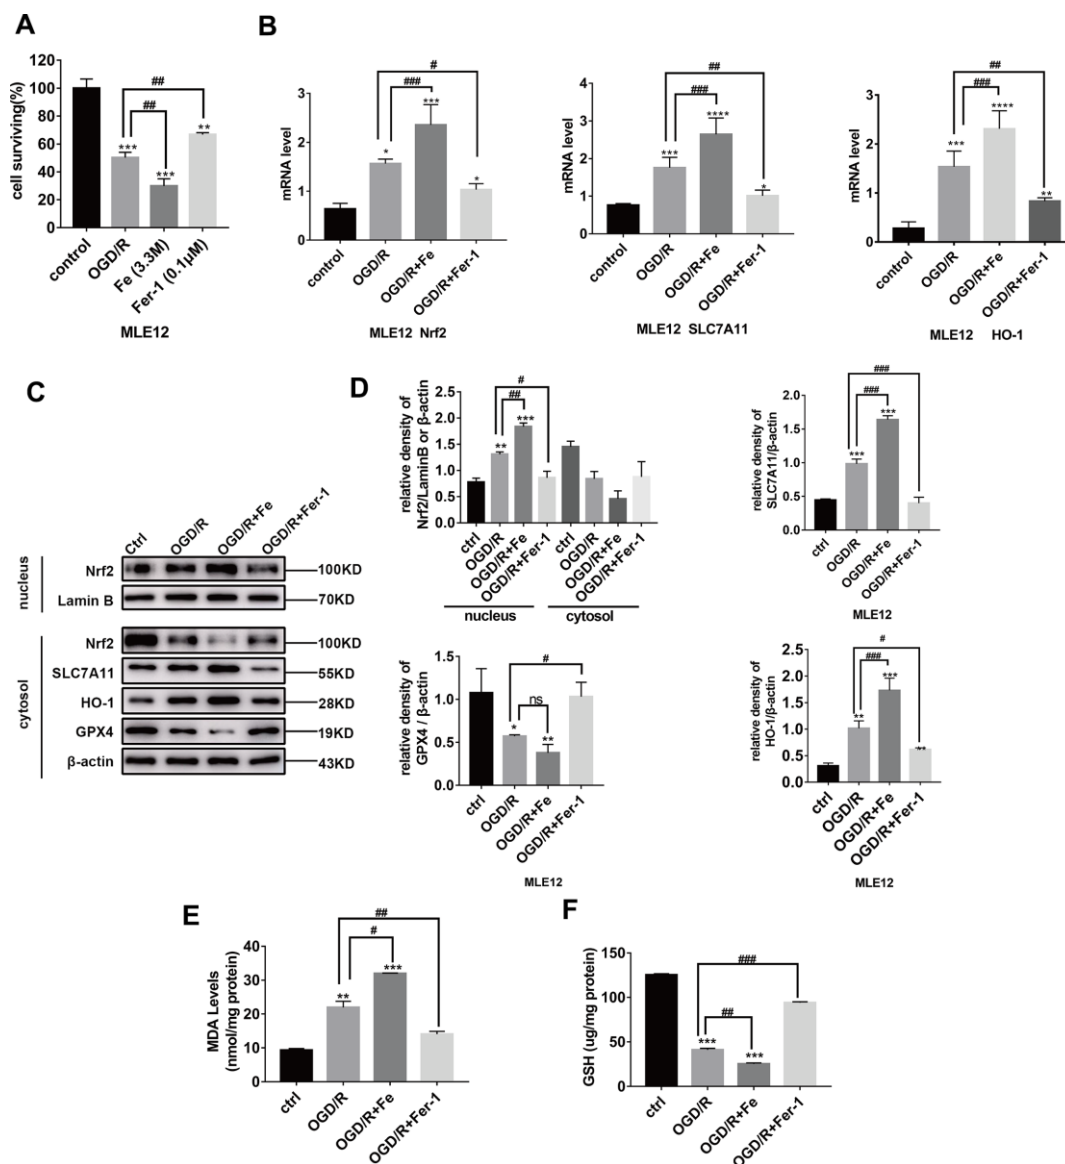 A
cell surviving(%)
120
100
80
60
40
20
0
***
***
**
##
##
control
OGD/R
Fe (3.3M)
Fer-1 (0.1μM)
MLE12
B
mRNA level
3
2
1
0
*
***
*
###
#
control
OGD/R
OGD/R+Fe
OGD/R+Fer-1
MLE12 Nrf2
mRNA level
4
3
2
1
0
***
****
*
###
##
control
OGD/R
OGD/R+Fe
OGD/R+Fer-1
MLE12 SLC7A11
mRNA level
3
2
1
0
***
****
**
###
##
control
OGD/R
OGD/R+Fe
OGD/R+Fer-1
MLE12 HO-1
C
Ctrl
OGD/R
OGD/R+Fe
OGD/R+Fer-1
nucleus
Nrf2 100KD
Lamin B 70KD
cytosol
Nrf2 100KD
SLC7A11 55KD
HO-1 28KD
GPX4 19KD
β-actin 43KD
D
relative density of
Nrf2/LaminB or β-actin
2.5
2.0
1.5
1.0
0.5
0.0
**
***
##
#
ctrl
OGD/R
OGD/R+Fe
OGD/R+Fer-1
ctrl
OGD/R
OGD/R+Fe
OGD/R+Fer-1
nucleus
cytosol
relative density of
SLC7A11/β-actin
2.0
1.5
1.0
0.5
0.0
***
***
###
###
ctrl
OGD/R
OGD/R+Fe
OGD/R+Fer-1
MLE12
relative density of
GPX4 / β-actin
1.5
1.0
0.5
0.0
*
**
ns
#
ctrl
OGD/R
OGD/R+Fe
OGD/R+Fer-1
MLE12
relative density of
HO-1/β-actin
2.5
2.0
1.5
1.0
0.5
0.0
**
***
**
###
#
ctrl
OGD/R
OGD/R+Fe
OGD/R+Fer-1
MLE12
E
MDA Levels
(nmol/mg protein)
40
30
20
10
0
**
***
#
##
ctrl
OGD/R
OGD/R+Fe
OGD/R+Fer-1
F
GSH (ug/mg protein)
150
100
50
0
***
***
##
###
ctrl
OGD/R
OGD/R+Fe
OGD/R+Fer-1